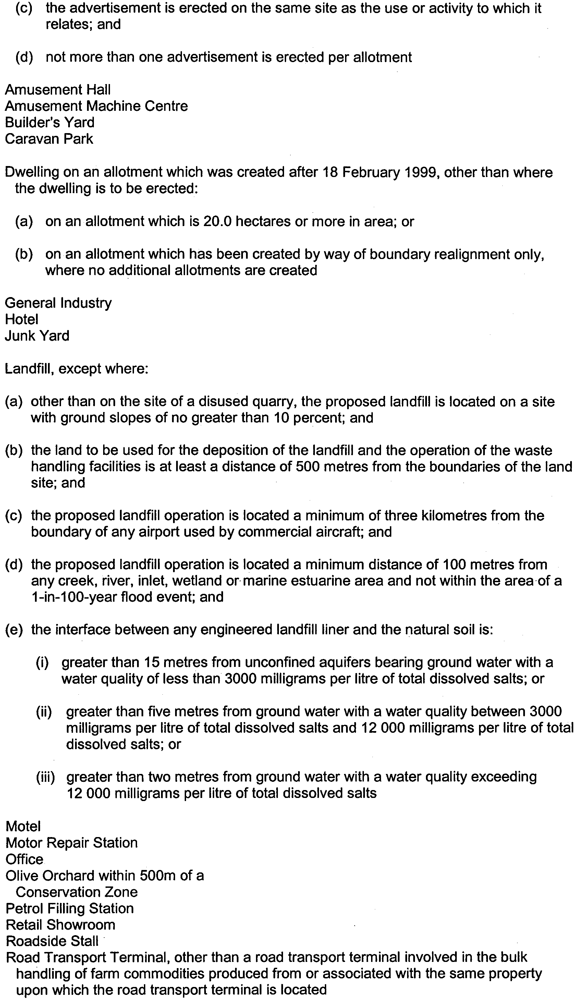 (c) the advertisement is erected on the same site as the use or activity to which it
relates; and
(d) not more than one advertisement is erected per allotment
Amusement Hall
Amusement Machine Centre
Builder's Yard
Caravan Park
Dwelling on an allotment which was created after 18 February 1999, other than where
the dwelling is to be erected:
(a) on an allotment which is 20.0 hectares or more in area; or
(b) on an allotment which has been created by way of boundary realignment only,
where no additional allotments are created
General Industry
Hotel
Junk Yard
Landfill, except where:
(a) other than on the site of a disused quarry, the proposed landfill is located on a site
with ground slopes of no greater than 10 percent; and
(b) the land to be used for the deposition of the landfill and the operation of the waste
handling facilities is at least a distance of 500 metres from the boundaries of the land
site; and
(c) the proposed landfill operation is located a minimum of three kilometres from the
boundary of any airport used by commercial aircraft; and
(d) the proposed landfill operation is located a minimum distance of 100 metres from
any creek, river, inlet, wetland or marine estuarine area and not within the area of a
1-in-100-year flood event; and
(e) the interface between any engineered landfill liner and the natural soil is:
(i) greater than 15 metres from unconfined aquifers bearing ground water with a
water quality of less than 3000 milligrams per litre of total dissolved salts; or
(ii) greater than five metres from ground water with a water quality between 3000
milligrams per litre of total dissolved salts and 12 000 milligrams per litre of total
dissolved salts; or
(iii) greater than two metres from ground water with a water quality exceeding
12 000 milligrams per litre of total dissolved salts
Motel
Motor Repair Station
Office
Olive Orchard within 500m of a
Conservation Zone
Petrol Filling Station
Retail Showroom
Roadside Stall
Road Transport Terminal, other than a road transport terminal involved in the bulk
handling of farm commodities produced from or associated with the same property
upon which the road transport terminal is located